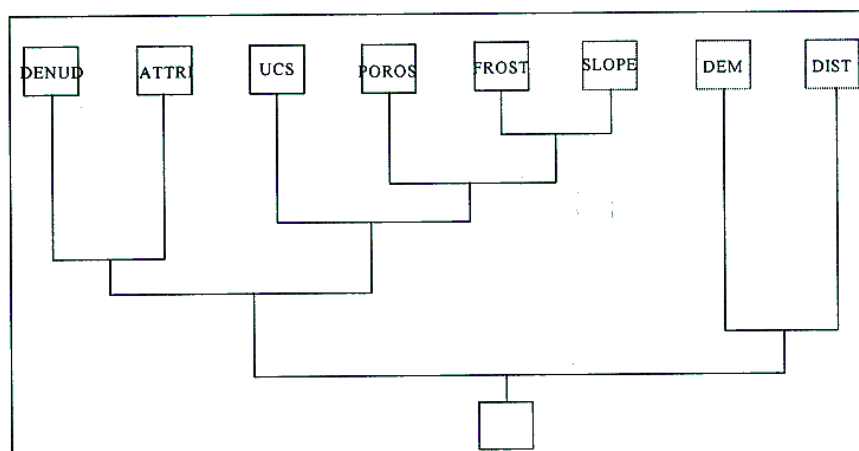 DENUD
ATTRI
UCS
POROS
FROST
SLOPE
DEM
DIST